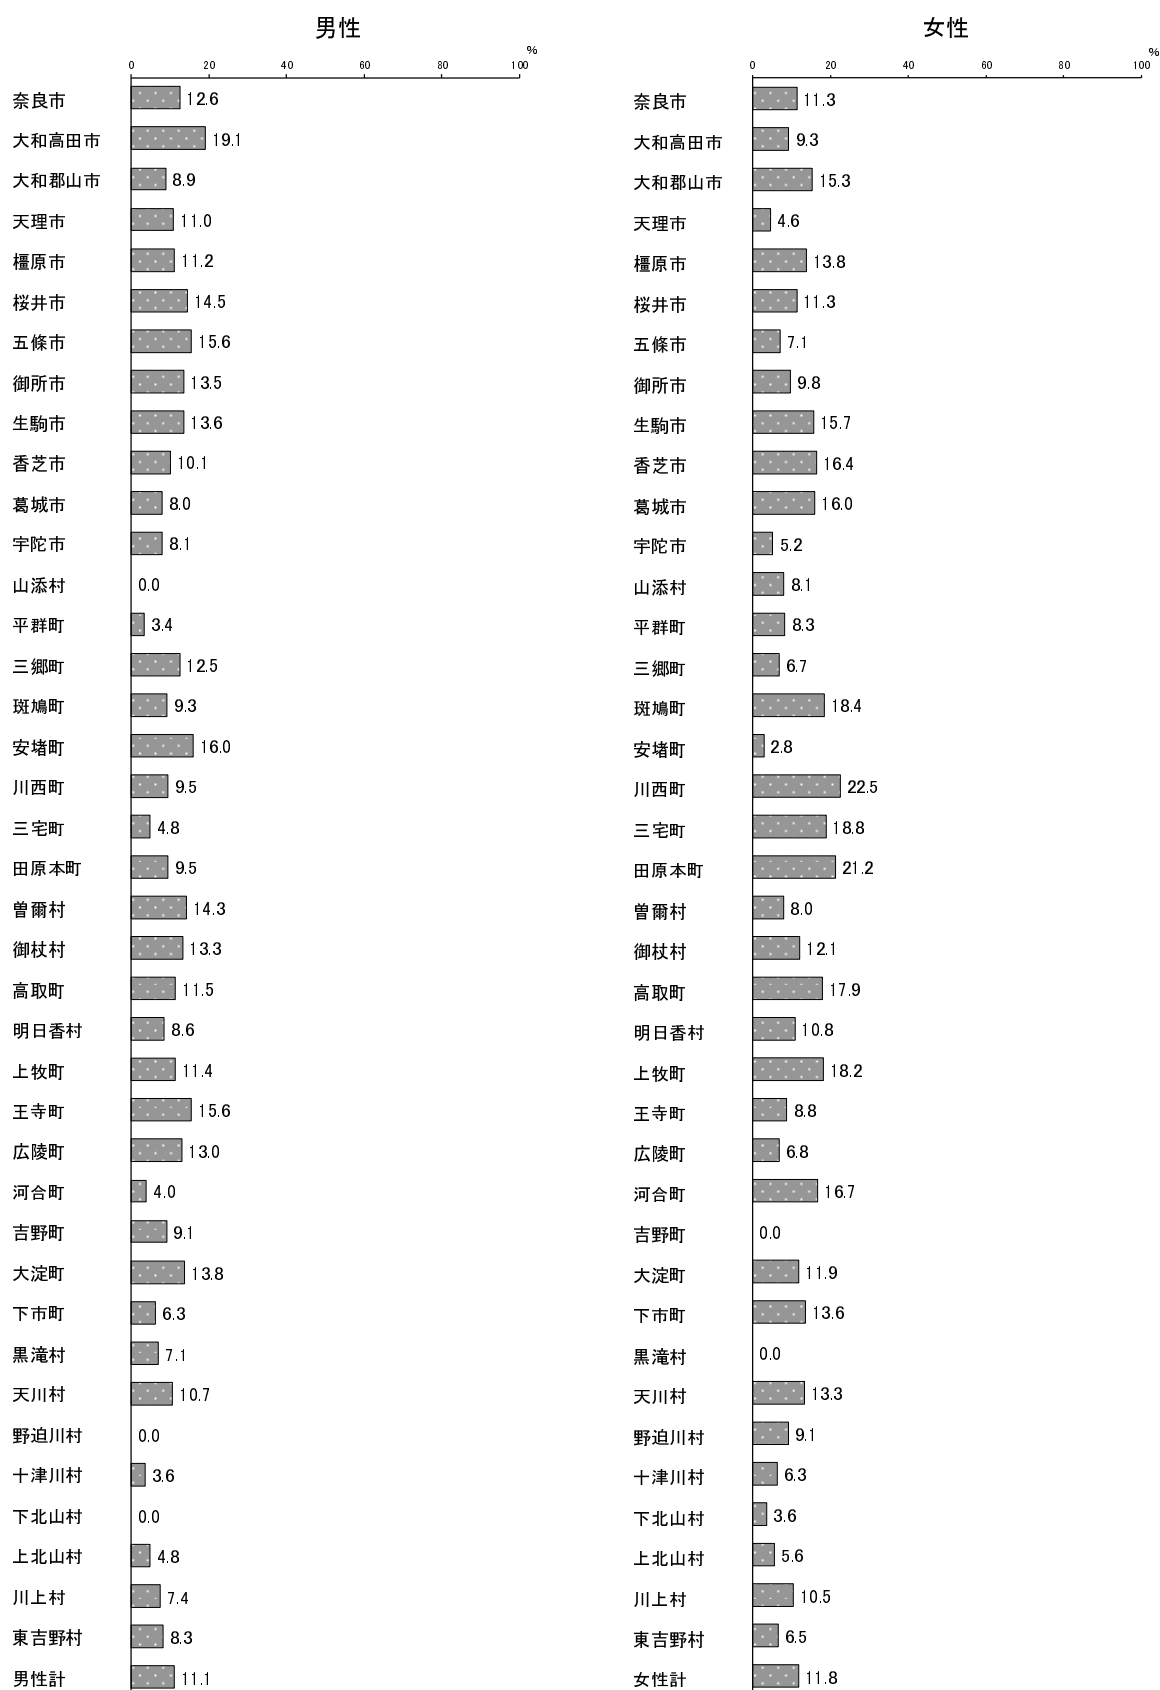 男性
%
0 20 40 60 80 100
奈良市 12.6
大和高田市 19.1
大和郡山市 8.9
天理市 11.0
橿原市 11.2
桜井市 14.5
五條市 15.6
御所市 13.5
生駒市 13.6
香芝市 10.1
葛城市 8.0
宇陀市 8.1
山添村 0.0
平群町 3.4
三郷町 12.5
斑鳩町 9.3
安堵町 16.0
川西町 9.5
三宅町 4.8
田原本町 9.5
曽爾村 14.3
御杖村 13.3
高取町 11.5
明日香村 8.6
上牧町 11.4
王寺町 15.6
広陵町 13.0
河合町 4.0
吉野町 9.1
大淀町 13.8
下市町 6.3
黒滝村 7.1
天川村 10.7
野迫川村 0.0
十津川村 3.6
下北山村 0.0
上北山村 4.8
川上村 7.4
東吉野村 8.3
男性計 11.1
女性
%
0 20 40 60 80 100
奈良市 11.3
大和高田市 9.3
大和郡山市 15.3
天理市 4.6
橿原市 13.8
桜井市 11.3
五條市 7.1
御所市 9.8
生駒市 15.7
香芝市 16.4
葛城市 16.0
宇陀市 5.2
山添村 8.1
平群町 8.3
三郷町 6.7
斑鳩町 18.4
安堵町 2.8
川西町 22.5
三宅町 18.8
田原本町 21.2
曽爾村 8.0
御杖村 12.1
高取町 17.9
明日香村 10.8
上牧町 18.2
王寺町 8.8
広陵町 6.8
河合町 16.7
吉野町 0.0
大淀町 11.9
下市町 13.6
黒滝村 0.0
天川村 13.3
野迫川村 9.1
十津川村 6.3
下北山村 3.6
上北山村 5.6
川上村 10.5
東吉野村 6.5
女性計 11.8